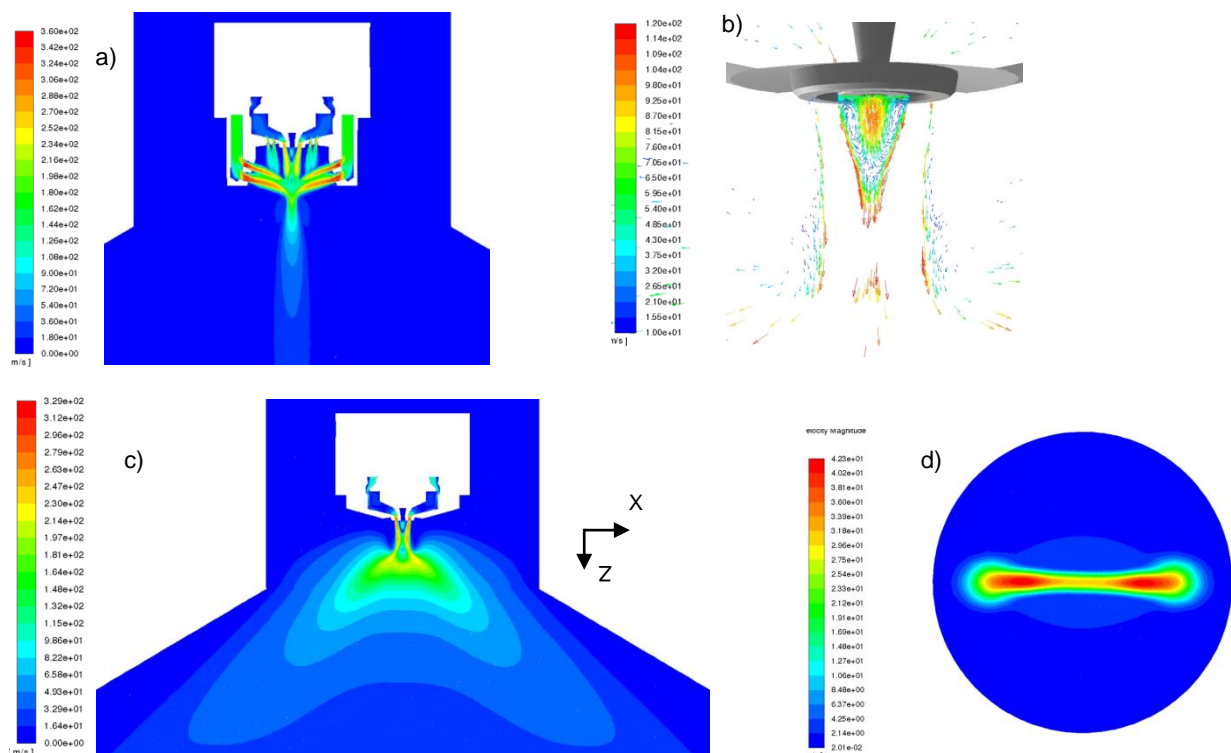 a)
3.60e+02
3.42e+02
3.24e+02
3.06e+02
2.88e+02
2.70e+02
2.52e+02
2.34e+02
2.16e+02
1.98e+02
1.80e+02
1.62e+02
1.44e+02
1.26e+02
1.08e+02
9.00e+01
7.20e+01
5.40e+01
3.60e+01
1.80e+01
0.00e+00
m/s ]
b)
1.20e+02
1.14e+02
1.09e+02
1.04e+02
9.80e+01
9.25e+01
8.70e+01
8.15e+01
7.60e+01
7.05e+01
6.50e+01
5.95e+01
5.40e+01
4.85e+01
4.30e+01
3.75e+01
3.20e+01
2.65e+01
2.10e+01
1.55e+01
1.00e+01
m/s ]
c)
3.29e+02
3.12e+02
2.96e+02
2.79e+02
2.63e+02
2.47e+02
2.30e+02
2.14e+02
1.97e+02
1.81e+02
1.64e+02
1.48e+02
1.32e+02
1.15e+02
9.86e+01
8.22e+01
6.58e+01
4.93e+01
3.29e+01
1.64e+01
0.00e+00
[ m/s ]
X
Z
d)
elocity Magnitude
4.23e+01
4.02e+01
3.81e+01
3.60e+01
3.39e+01
3.18e+01
2.96e+01
2.75e+01
2.54e+01
2.33e+01
2.12e+01
1.91e+01
1.69e+01
1.48e+01
1.27e+01
1.06e+01
8.48e+00
6.37e+00
4.25e+00
2.14e+00
2.01e-02